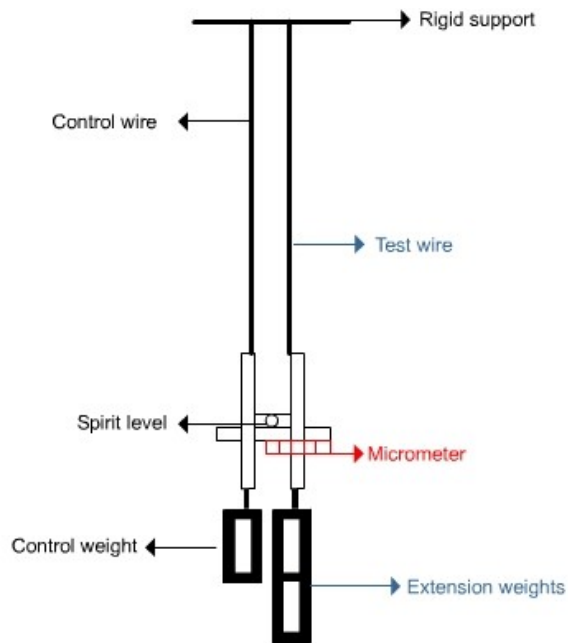 Rigid support
Control wire
Test wire
Spirit level
Micrometer
Control weight
Extension weights